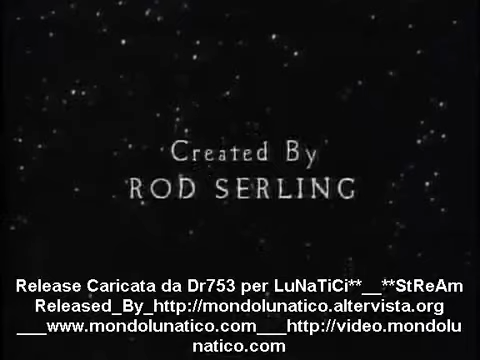 Created By
ROD SERLING
Release Caricata da Dr753 per LuNaTiCi**__**StReAm
Released_By_http://mondolunatico.altervista.org
___www.mondolunatico.com___http://video.mondolu
natico.com